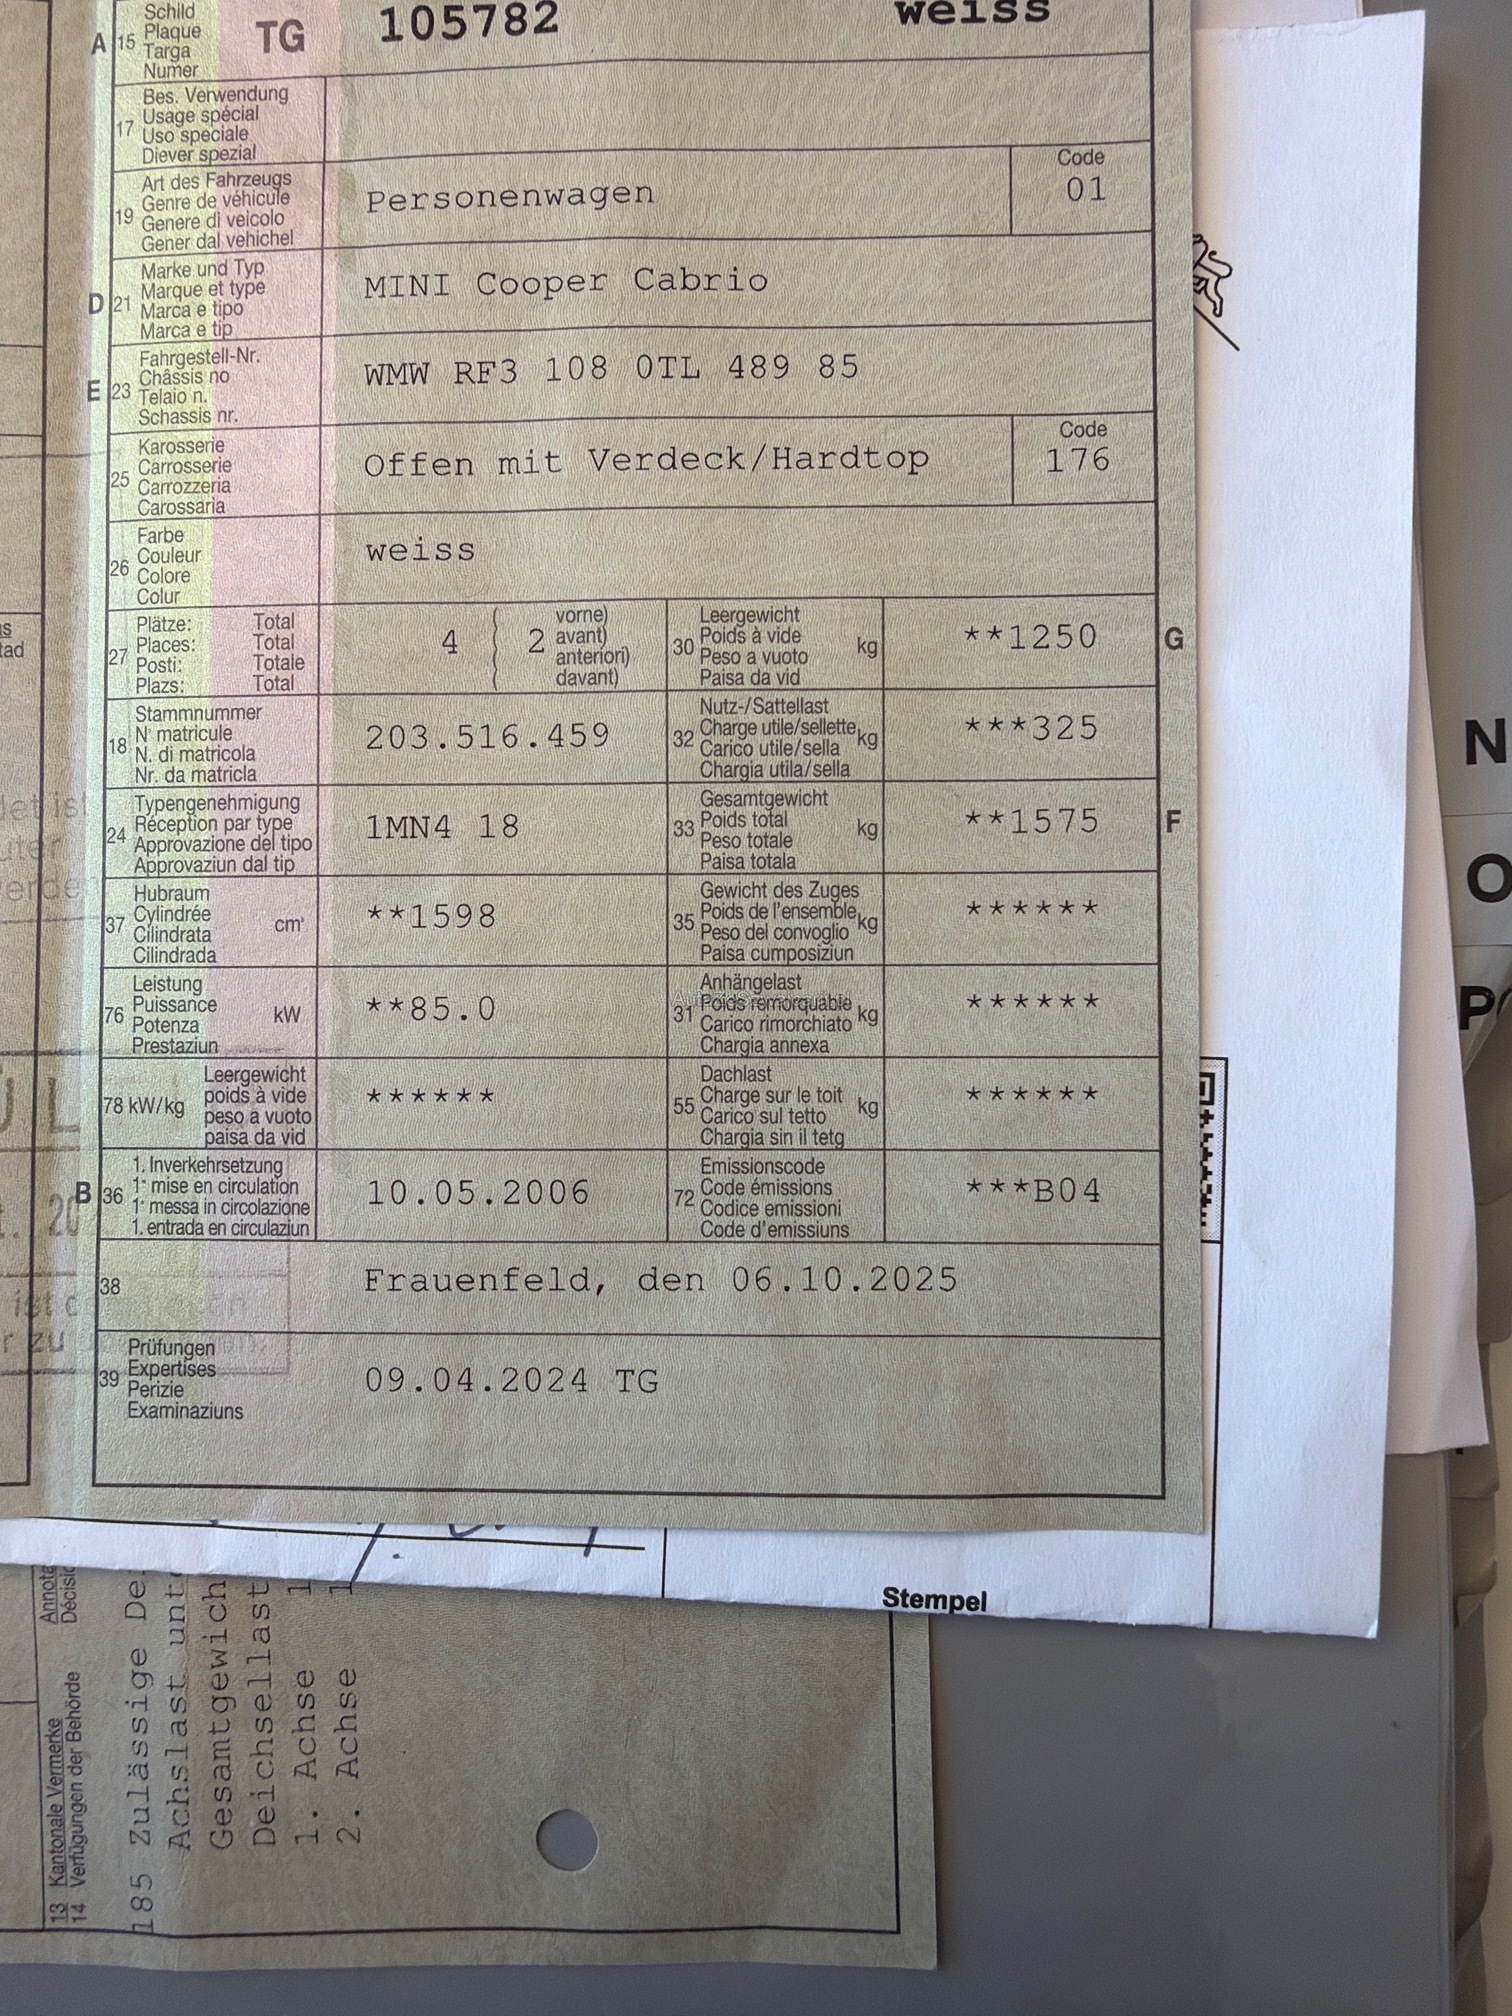 A 15 Schild Plaque Targa Numer TG 105782 weiss
17 Bes. Verwendung
Usage spécial
Uso speciale
Diever spezial
19 Art des Fahrzeugs
Genre de véhicule
Genere di veicolo
Gener dal vehichel
Personenwagen
Code
01
D 21 Marke und Typ
Marque et type
Marca e tipo
Marca e tip
MINI Cooper Cabrio
E 23 Fahrgestell-Nr.
Châssis no
Telaio n.
Schassis nr.
WMW RF3 108 0TL 489 85
25 Karosserie
Carrosserie
Carrozzeria
Carossaria
Offen mit Verdeck/Hardtop
Code
176
26 Farbe
Couleur
Colore
Colur
weiss
27 Plätze: Total
Places: Total
Posti: Totale
Plazs: Total
4 2
vorne)
avant)
anteriori)
davant)
30 Leergewicht
Poids à vide
Peso a vuoto
Paisa da vid
kg
**1250
G
18 Stammnummer
N° matricule
N. di matricola
Nr. da matricla
203.516.459
32 Nutz-/Sattellast
Charge utile/sellette
Carico utile/sella
Chargia utila/sella
kg
***325
24 Typengenehmigung
Réception par type
Approvazione del tipo
Approvaziun dal tip
1MN4 18
33 Gesamtgewicht
Poids total
Peso totale
Paisa totala
kg
**1575
F
37 Hubraum
Cylindrée
Cilindrata
Cilindrada
cm³
**1598
35 Gewicht des Zuges
Poids de l'ensemble
Peso del convoglio
Paisa cumposiziun
kg
******
76 Leistung
Puissance
Potenza
Prestaziun
kW
**85.0
31 Anhängelast
Poids remorquable
Carico rimorchiato
Chargia annexa
kg
******
78 kW/kg
Leergewicht
poids à vide
peso a vuoto
paisa da vid
******
55 Dachlast
Charge sur le toit
Carico sul tetto
Chargia sin il tetg
kg
******
B 36 1. Inverkehrsetzung
1° mise en circulation
1° messa in circolazione
1. entrada en circulaziun
10.05.2006
72 Emissionscode
Code émissions
Codice emissioni
Code d'emissiuns
***B04
38 Frauenfeld, den 06.10.2025
39 Prüfungen
Expertises
Perizie
Examinaziuns
09.04.2024 TG
Stempel
13 Kantonale Vermerke
14 Verfügungen der Behörde
185 Zulässige
Achslast
Gesamtgewich
Deichsellast
1. Achse 1
2. Achse 1
N
O